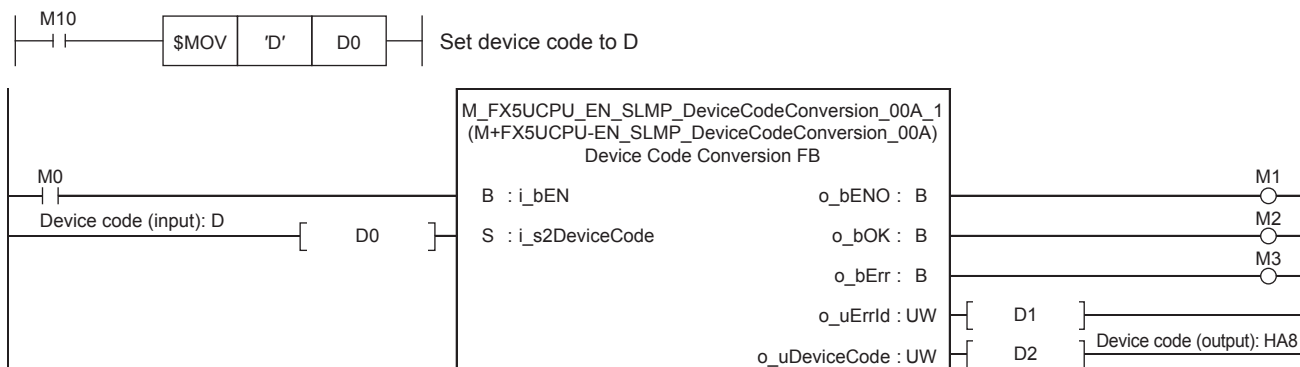 M10
$MOV 'D' D0 Set device code to D
M_FX5UCPU_EN_SLMP_DeviceCodeConversion_00A_1
(M+FX5UCPU-EN_SLMP_DeviceCodeConversion_00A)
Device Code Conversion FB
M0 B : i_bEN o_bENO : B M1
Device code (input): D D0 S : i_s2DeviceCode o_bOK : B M2
o_bErr : B M3
o_uErrId : UW D1
o_uDeviceCode : UW D2 Device code (output): HA8